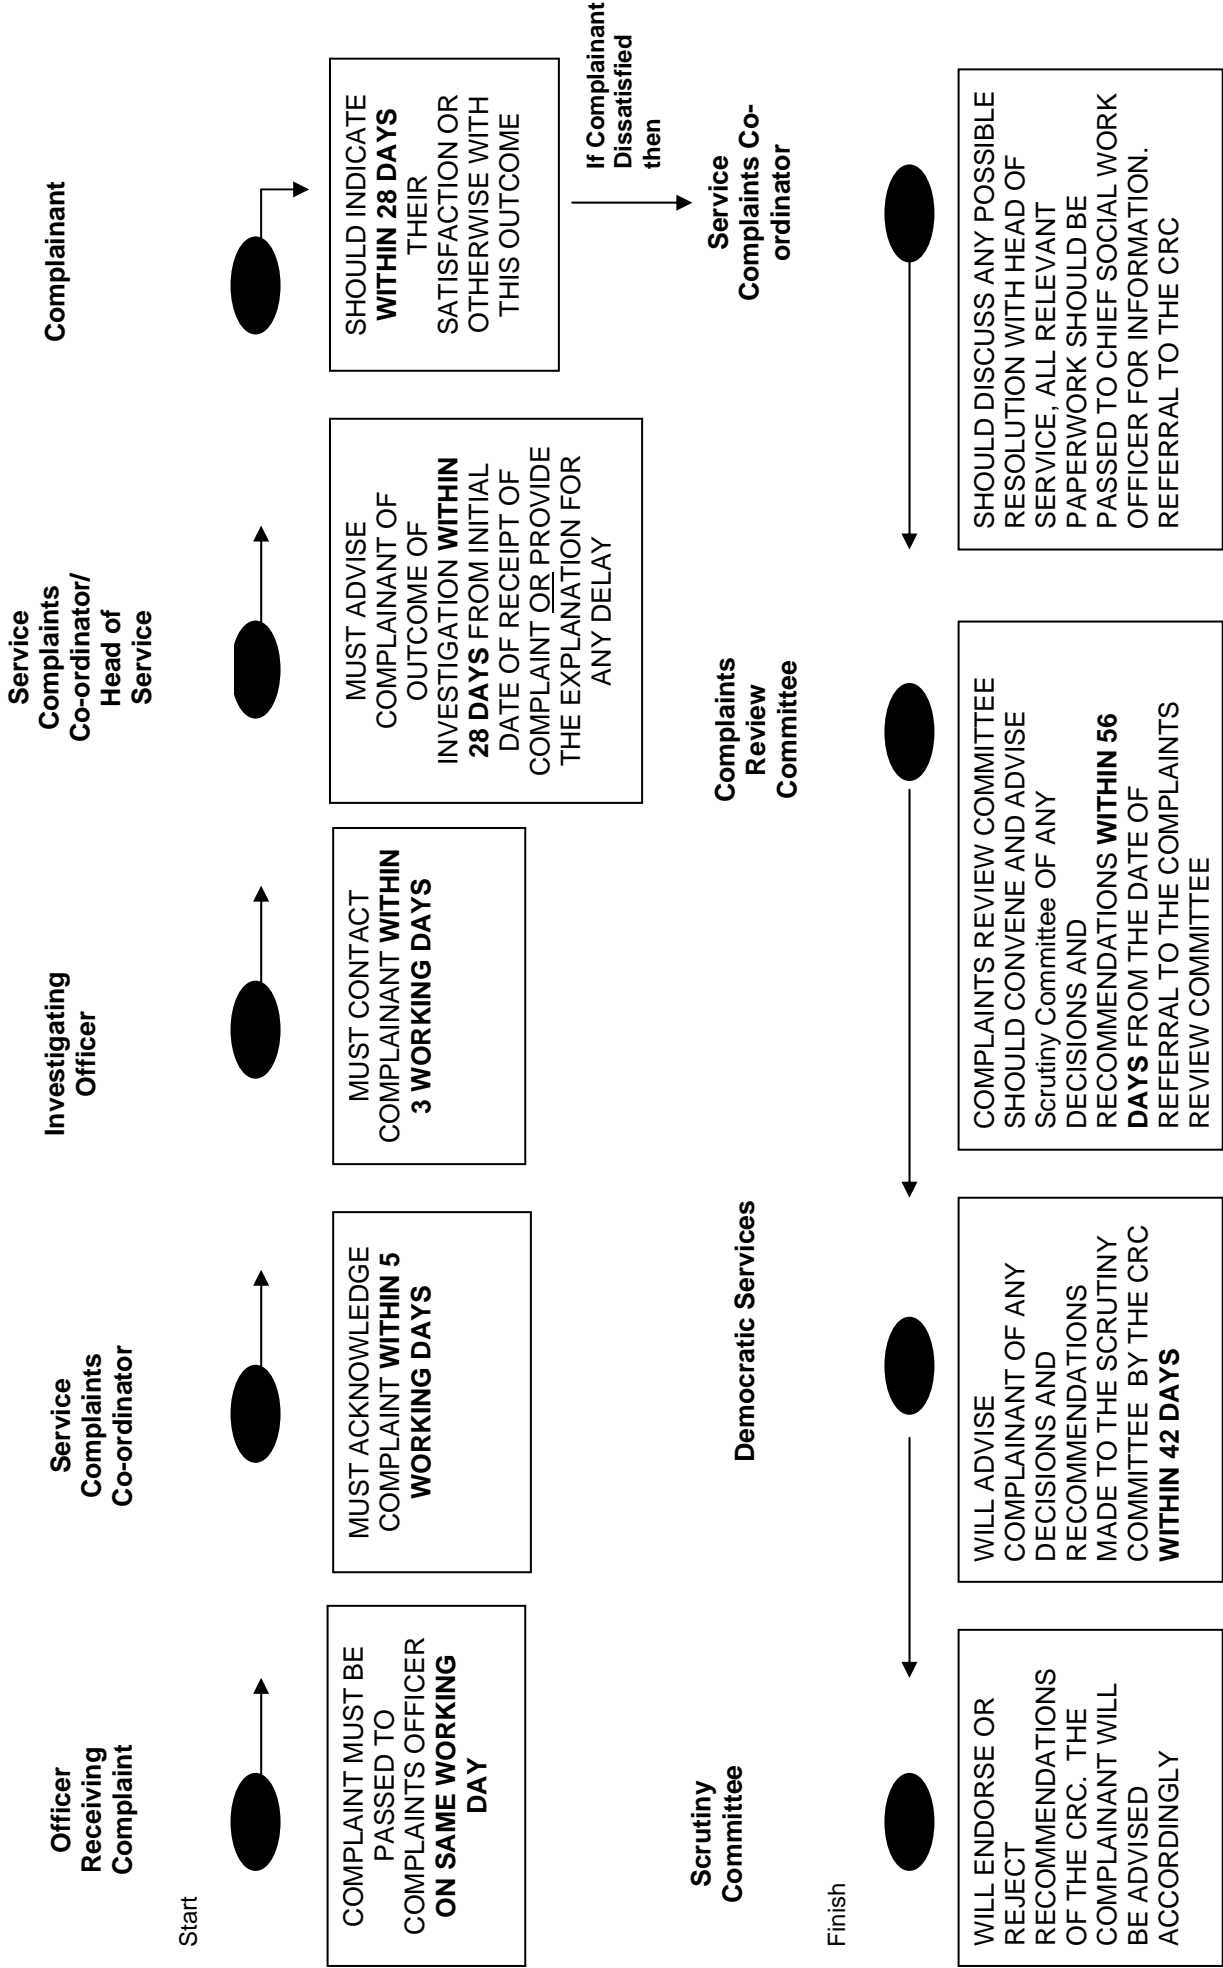 Start
Officer
Receiving
Complaint
COMPLAINT MUST BE
PASSED TO
COMPLAINTS OFFICER
ON SAME WORKING
DAY
Service
Complaints
Co-ordinator
MUST ACKNOWLEDGE
COMPLAINT WITHIN 5
WORKING DAYS
Investigating
Officer
MUST CONTACT
COMPLAINANT WITHIN
3 WORKING DAYS
Service
Complaints
Co-ordinator/
Head of
Service
MUST ADVISE
COMPLAINANT OF
OUTCOME OF
INVESTIGATION WITHIN
28 DAYS FROM INITIAL
DATE OF RECEIPT OF
COMPLAINT OR PROVIDE
THE EXPLANATION FOR
ANY DELAY
Complainant
SHOULD INDICATE
WITHIN 28 DAYS
THEIR
SATISFACTION OR
OTHERWISE WITH
THIS OUTCOME
If Complainant
Dissatisfied
then
Service
Complaints Co-
ordinator
SHOULD DISCUSS ANY POSSIBLE
RESOLUTION WITH HEAD OF
SERVICE, ALL RELEVANT
PAPERWORK SHOULD BE
PASSED TO CHIEF SOCIAL WORK
OFFICER FOR INFORMATION.
REFERRAL TO THE CRC
Complaints
Review
Committee
COMPLAINTS REVIEW COMMITTEE
SHOULD CONVENE AND ADVISE
Scrutiny Committee OF ANY
DECISIONS AND
RECOMMENDATIONS WITHIN 56
DAYS FROM THE DATE OF
REFERRAL TO THE COMPLAINTS
REVIEW COMMITTEE
Democratic Services
WILL ADVISE
COMPLAINANT OF ANY
DECISIONS AND
RECOMMENDATIONS
MADE TO THE SCRUTINY
COMMITTEE BY THE CRC
WITHIN 42 DAYS
Scrutiny
Committee
Finish
WILL ENDORSE OR
REJECT
RECOMMENDATIONS
OF THE CRC. THE
COMPLAINANT WILL
BE ADVISED
ACCORDINGLY